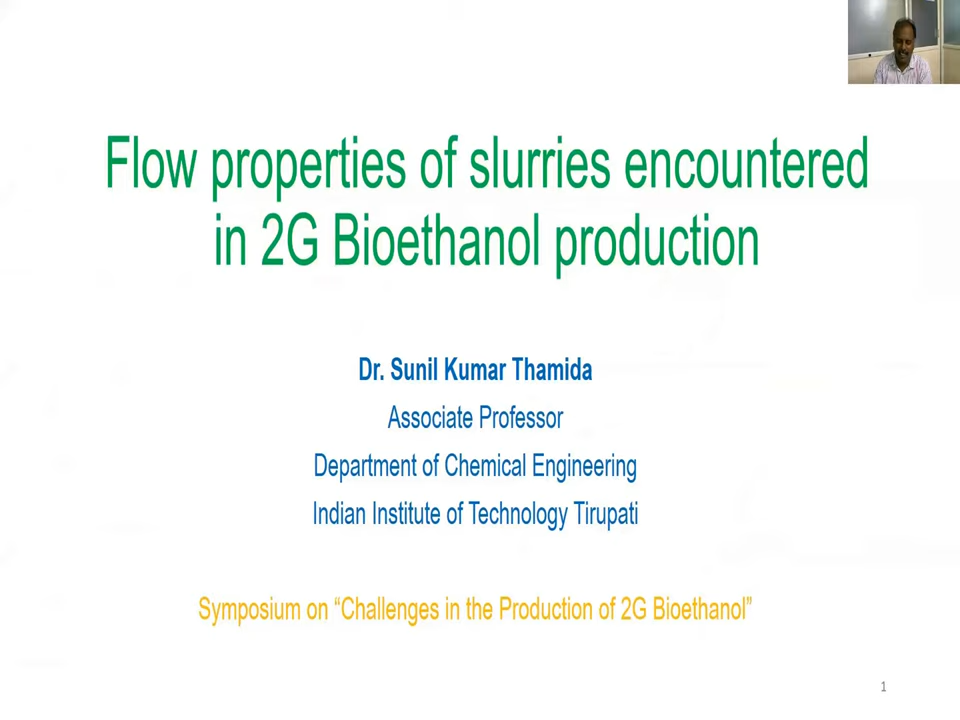 Flow properties of slurries encountered
in 2G Bioethanol production
Dr. Sunil Kumar Thamida
Associate Professor
Department of Chemical Engineering
Indian Institute of Technology Tirupati
Symposium on “Challenges in the Production of 2G Bioethanol”
1